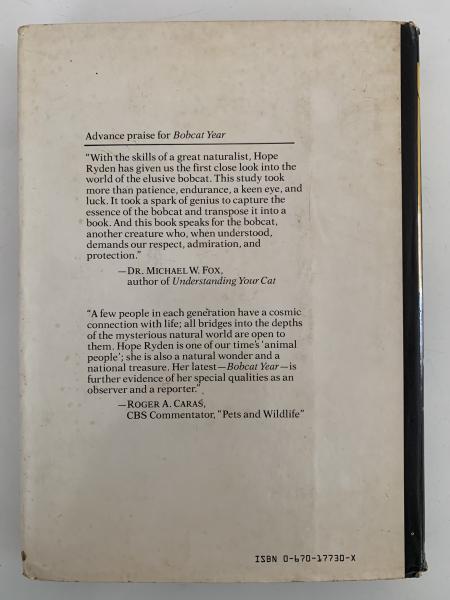 Advance praise for Bobcat Year
"With the skills of a great naturalist, Hope
Ryden has given us the first close look into the
world of the elusive bobcat. This study took
more than patience, endurance, a keen eye, and
luck. It took a spark of genius to capture the
essence of the bobcat and transpose it into a
book. And this book speaks for the bobcat,
another creature who, when understood,
demands our respect, admiration, and
protection."
—DR. MICHAEL W. FOX,
author of Understanding Your Cat
"A few people in each generation have a cosmic
connection with life; all bridges into the depths
of the mysterious natural world are open to
them. Hope Ryden is one of our time's 'animal
people'; she is also a natural wonder and a
national treasure. Her latest—Bobcat Year—is
further evidence of her special qualities as an
observer and a reporter."
—ROGER A. CARAS,
CBS Commentator, "Pets and Wildlife"
ISBN 0-670-17730-X